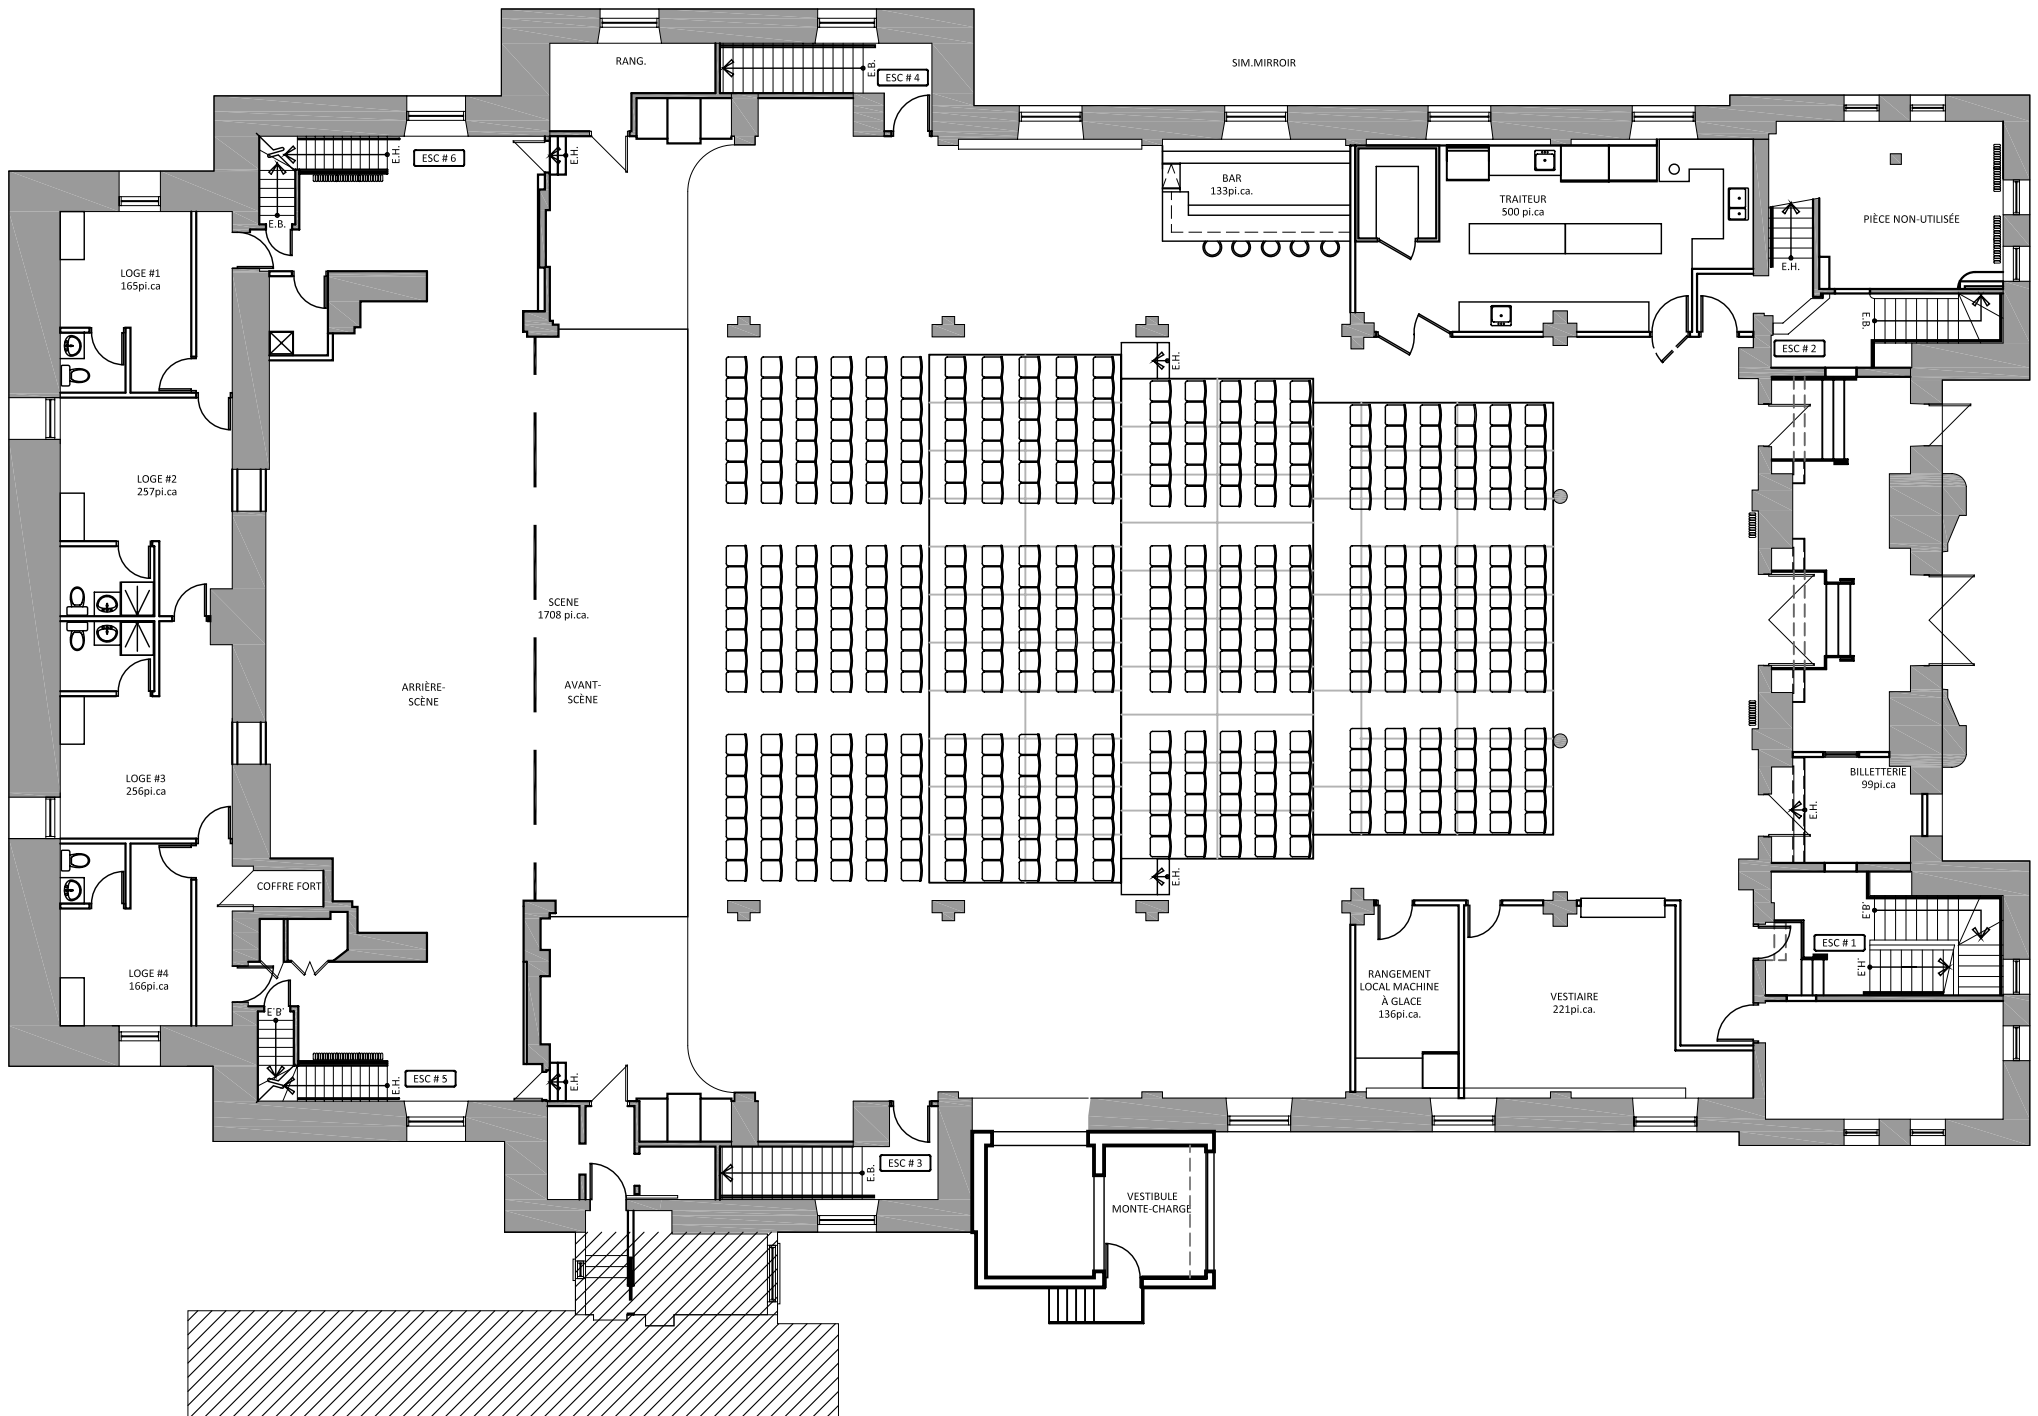 RANG.
SIM.MIRROIR
E.B.
ESC # 4
E.H.
ESC # 6
E.H.
E.B.
BAR
133pi.ca.
TRAITEUR
500 pi.ca
PIÈCE NON-UTILISÉE
E.H.
LOGE #1
165pi.ca
E.B.
ESC # 2
E.H.
LOGE #2
257pi.ca
SCENE
1708 pi.ca.
ARRIÈRE-
SCÈNE
AVANT-
SCÈNE
LOGE #3
256pi.ca
BILLETTERIE
99pi.ca
E.H.
COFFRE FORT
E.H.
E.B.
ESC # 1
E.H.
LOGE #4
166pi.ca
RANGEMENT
LOCAL MACHINE
À GLACE
136pi.ca.
VESTIAIRE
221pi.ca.
E.B.
ESC # 5
E.H.
E.H.
E.B.
ESC # 3
VESTIBULE
MONTE-CHARGE